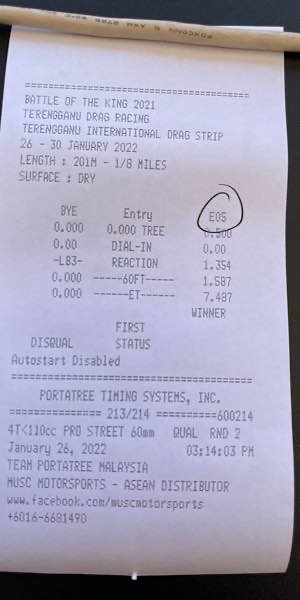 ==========================================
BATTLE OF THE KING 2021
TERENGGANU DRAG RACING
TERENGGANU INTERNATIONAL DRAG STRIP
26 - 30 JANUARY 2022
LENGTH : 201M - 1/8 MILES
SURFACE : DRY
BYE Entry E05
0.000 0.000 TREE 0.500
0.00 DIAL-IN 0.00
-LB3- REACTION 1.354
0.000 -----60FT------ 1.587
0.000 ------ET------- 7.487
WINNER
FIRST
DISQUAL STATUS
Autostart Disabled
==========================================
PORTATREE TIMING SYSTEMS, INC.
=============== 213/214 ==========600214
4T<110cc PRO STREET 60mm QUAL RND 2
January 26, 2022 03:14:03 PM
TEAM PORTATREE MALAYSIA
MUSC MOTORSPORTS - ASEAN DISTRIBUTOR
www.facebook.com/muscmotorsports
+6016-6681490